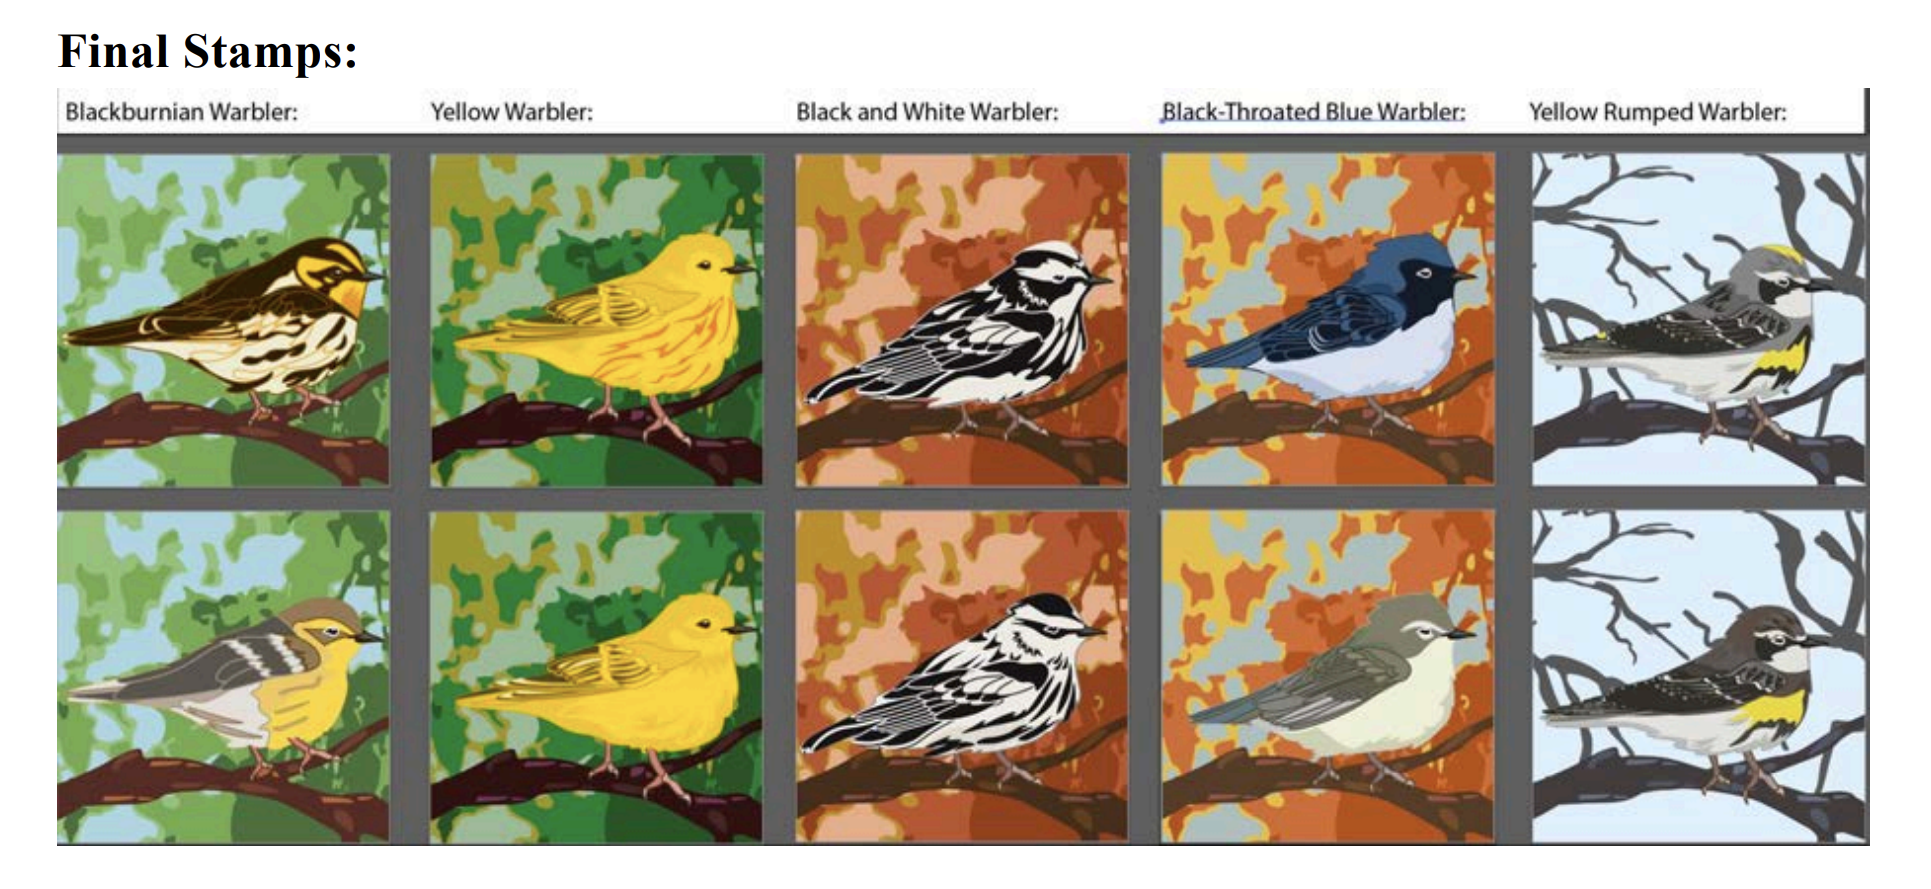 Final Stamps:
Blackburnian Warbler:
Yellow Warbler:
Black and White Warbler:
Black-Throated Blue Warbler:
Yellow Rumped Warbler: